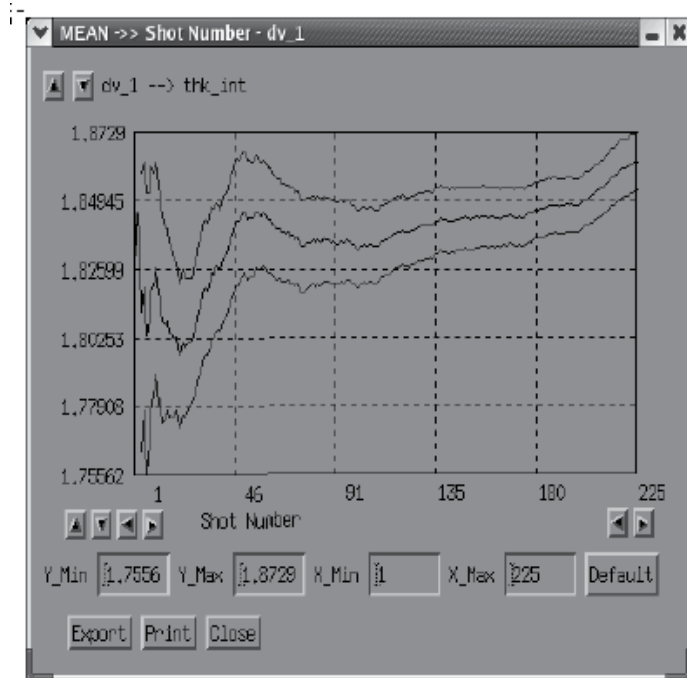 MEAN ->> Shot Number - dv_1
dv_1 --> thk_int
1.8729
1.84945
1.82599
1.80253
1.77908
1.75562
1 46 91 135 180 225
Shot Number
Y_Min 1.7556 Y_Max 1.8729 X_Min 1 X_Max 225 Default
Export Print Close